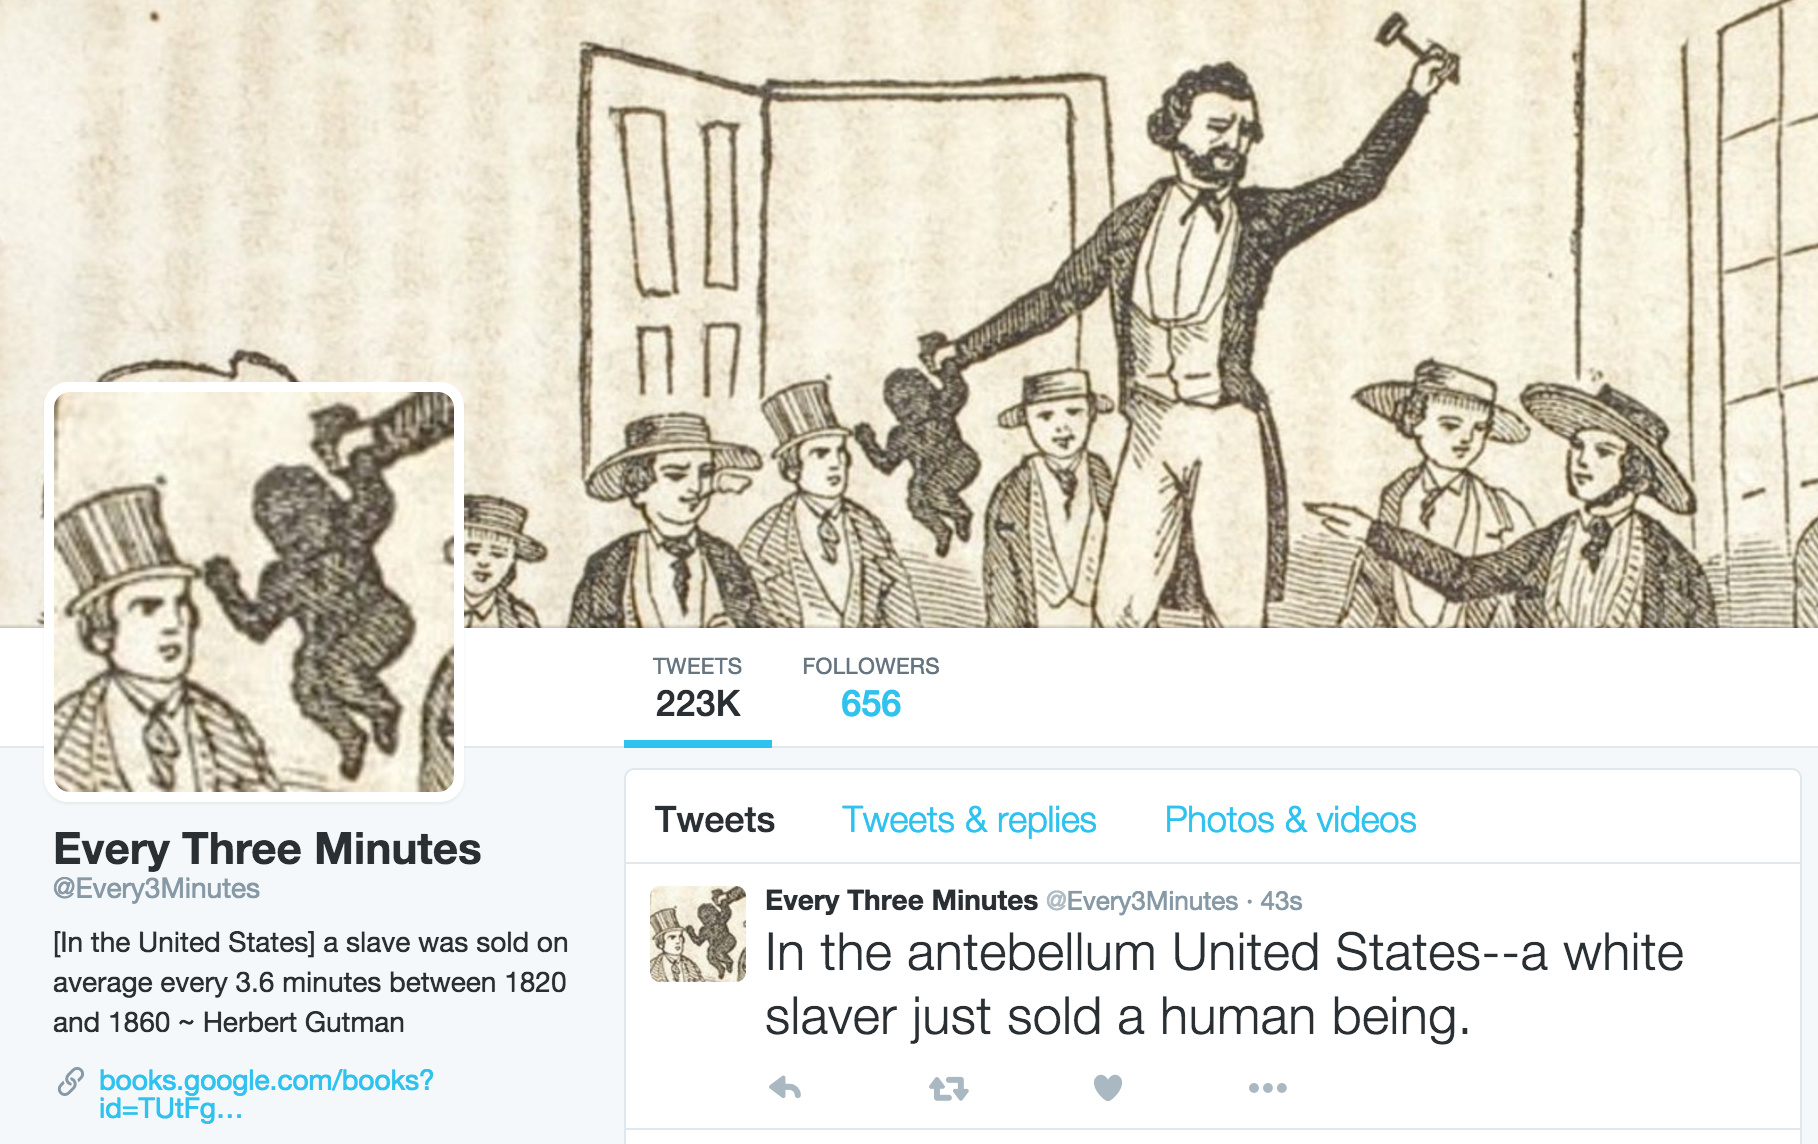 TWEETS
223K
FOLLOWERS
656
Every Three Minutes
@Every3Minutes
[In the United States] a slave was sold on
average every 3.6 minutes between 1820
and 1860 ~ Herbert Gutman
books.google.com/books?
id=TUtFg...
Tweets Tweets & replies Photos & videos
Every Three Minutes @Every3Minutes · 43s
In the antebellum United States--a white
slaver just sold a human being.